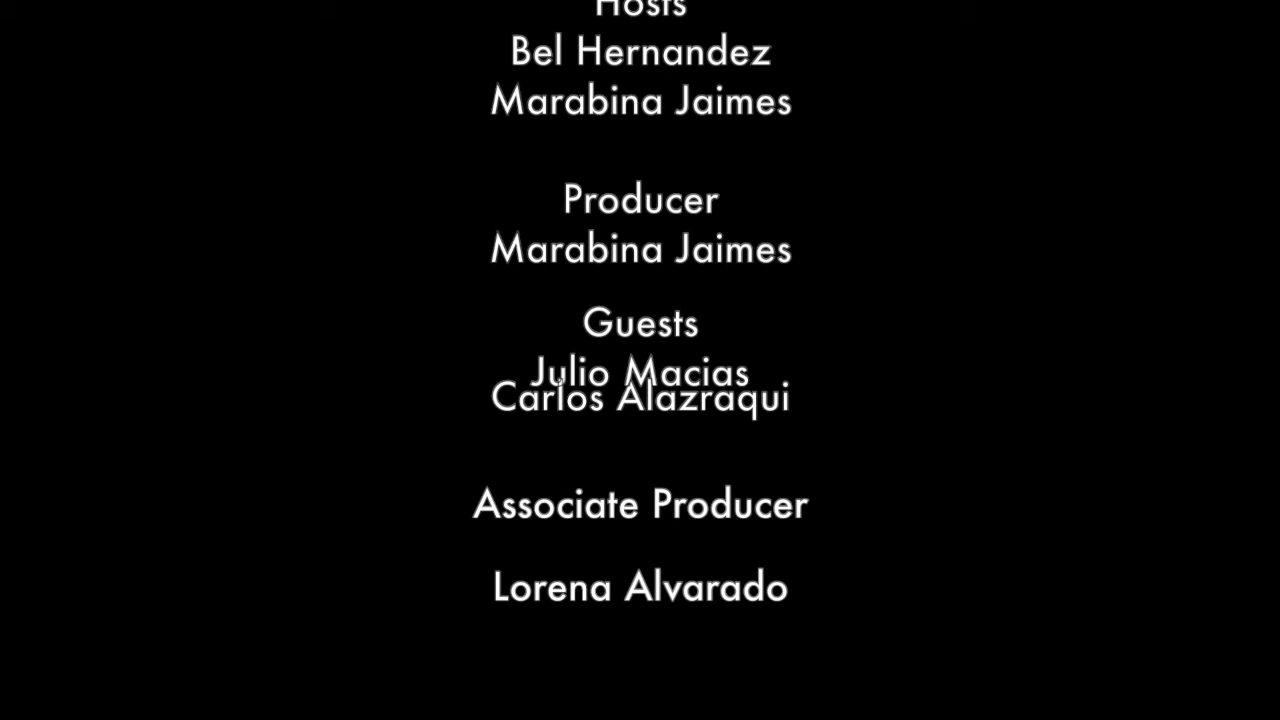 Hosts
Bel Hernandez
Marabina Jaimes
Producer
Marabina Jaimes
Guests
Julio Macias
Carlos Alazraqui
Associate Producer
Lorena Alvarado